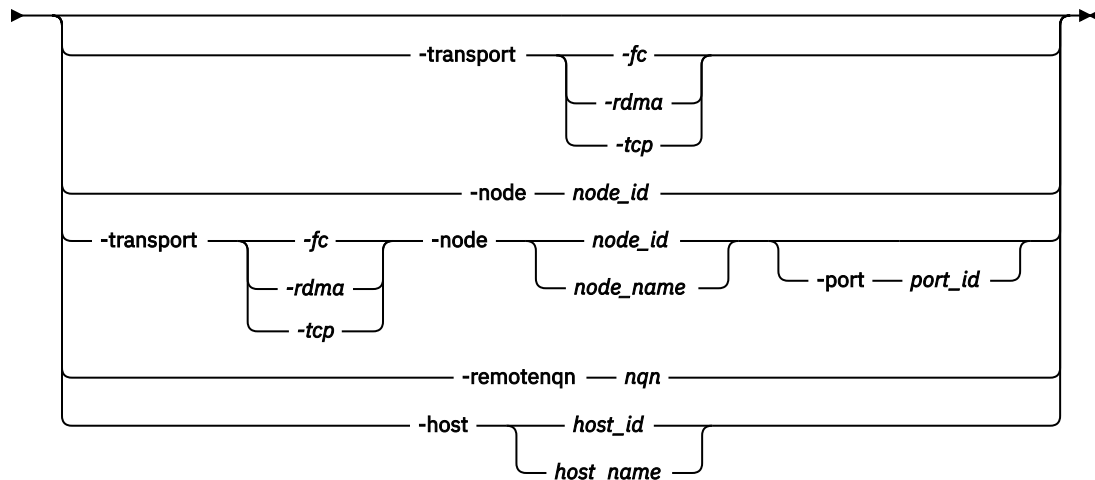 -transport -fc
-rdma
-tcp
-node node_id
-transport -fc -node node_id
-rdma node_name -port port_id
-tcp
-remotenqn nqn
-host host_id
host_name